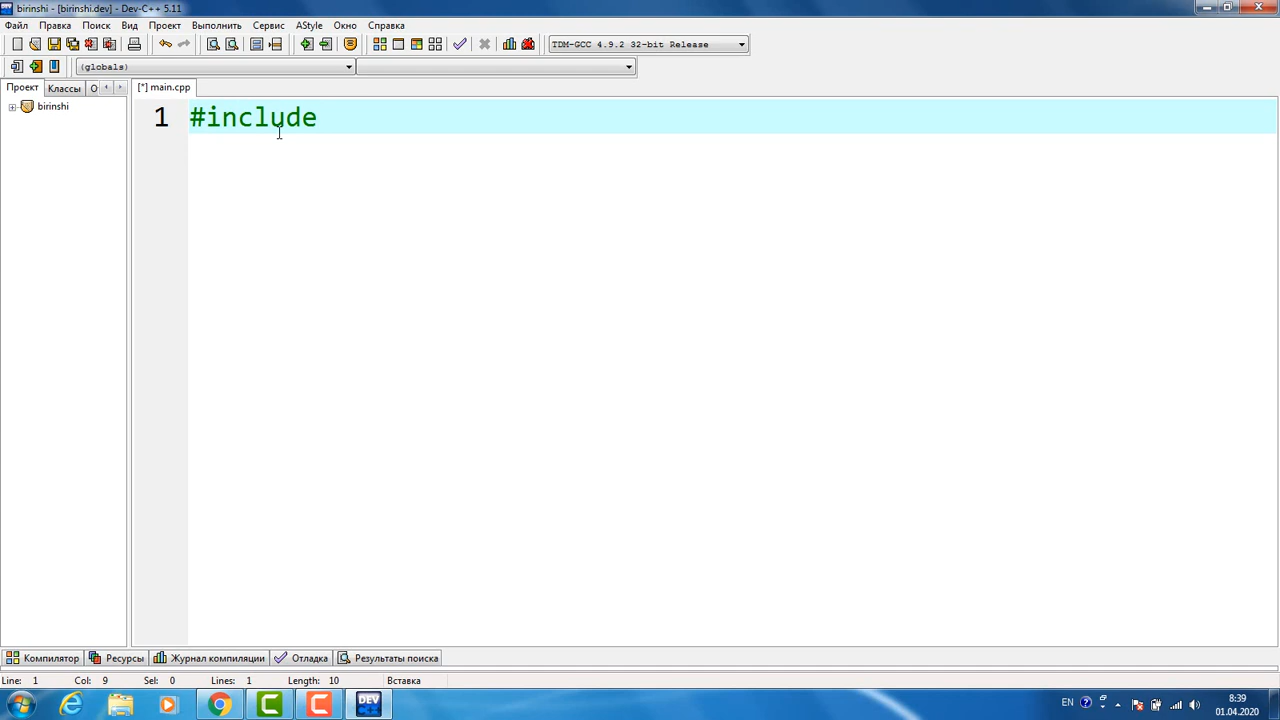 birinshi - [birinshi.dev] - Dev-C++ 5.11
Файл Правка Поиск Вид Проект Выполнить Сервис AStyle Окно Справка
TDM-GCC 4.9.2 32-bit Release
(globals)
Проект Классы О [*] main.cpp
birinshi
1 #include
Компилятор Ресурсы Журнал компиляции Отладка Результаты поиска
Line: 1 Col: 9 Sel: 0 Lines: 1 Length: 10 Вставка
DEV EN 8:39
01.04.2020